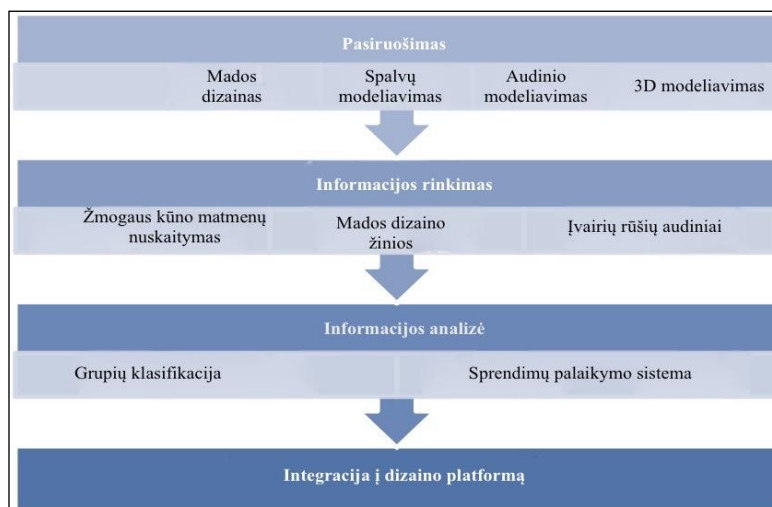 Pasiruošimas
Mados
dizainas
Spalvų
modeliavimas
Audinio
modeliavimas
3D modeliavimas
Informacijos rinkimas
Žmogaus kūno matmenų
nuskaitymas
Mados dizaino
žinios
Įvairių rūšių audiniai
Informacijos analizė
Grupių klasifikacija
Sprendimų palaikymo sistema
Integracija į dizaino platformą